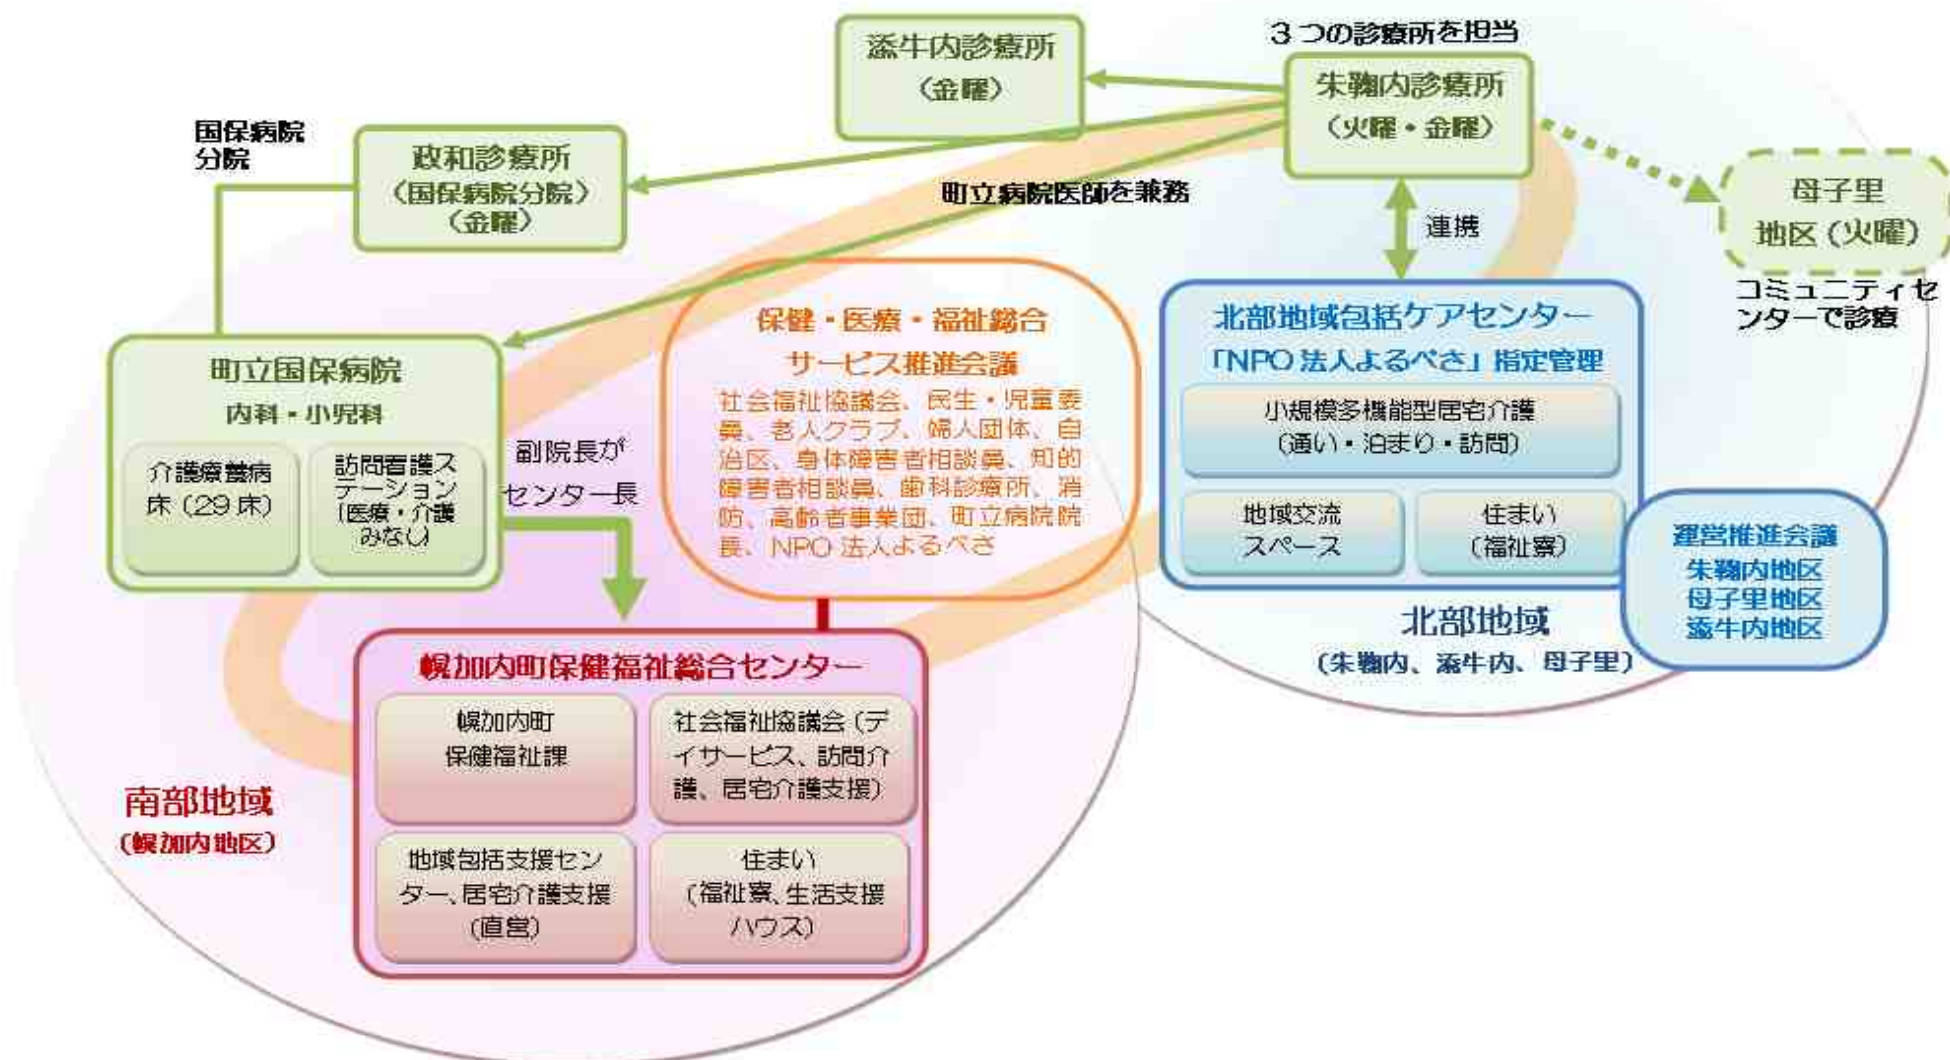 3つの診療所を担当
添牛内診療所
(金曜)
朱鞠内診療所
(火曜・金曜)
国保病院
分院
政和診療所
(国保病院分院)
(金曜)
町立病院医師を兼務
連携
母子里
地区(火曜)
コミュニティセ
ンターで診療
町立国保病院
内科・小児科
介護療養病
床(29床)
訪問看護ス
テーション
(医療・介護
みなし)
副院長が
センター長
保健・医療・福祉総合
サービス推進会議
社会福祉協議会、民生・児童委
員、老人クラブ、婦人団体、自
治区、身体障害者相談員、知的
障害者相談員、歯科診療所、消
防、高齢者事業団、町立病院院
長、NPO法人よるべさ
北部地域包括ケアセンター
「NPO法人よるべさ」指定管理
小規模多機能型居宅介護
(通い・泊まり・訪問)
地域交流
スペース
住まい
(福祉寮)
運営推進会議
朱鞠内地区
母子里地区
添牛内地区
北部地域
(朱鞠内、添牛内、母子里)
幌加内町保健福祉総合センター
幌加内町
保健福祉課
社会福祉協議会(デ
イサービス、訪問介
護、居宅介護支援)
地域包括支援セン
ター、居宅介護支援
(直営)
住まい
(福祉寮、生活支援
ハウス)
南部地域
(幌加内地区)